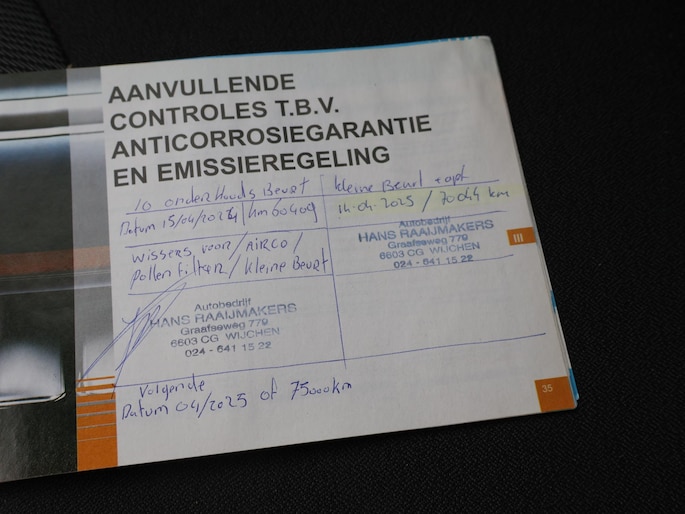 AANVULLENDE
CONTROLES T.B.V.
ANTICORROSIEGARANTIE
EN EMISSIEREGELING
10 onderhouds Beurt
Datum 15/04/2024 / km 60409
wissers voor / AIRCO /
pollen filter / kleine Beurt
Autobedrijf
HANS RAAIJMAKERS
Graafseweg 779
6603 CG WIJCHEN
024 - 641 15 22
kleine Beurt + apk
14.04.2025 / 70044 km
Autobedrijf
HANS RAAIJMAKERS
Graafseweg 779
6603 CG WIJCHEN
024 - 641 15 22
III
Volgende
Datum 04/2025 of 75000km
35